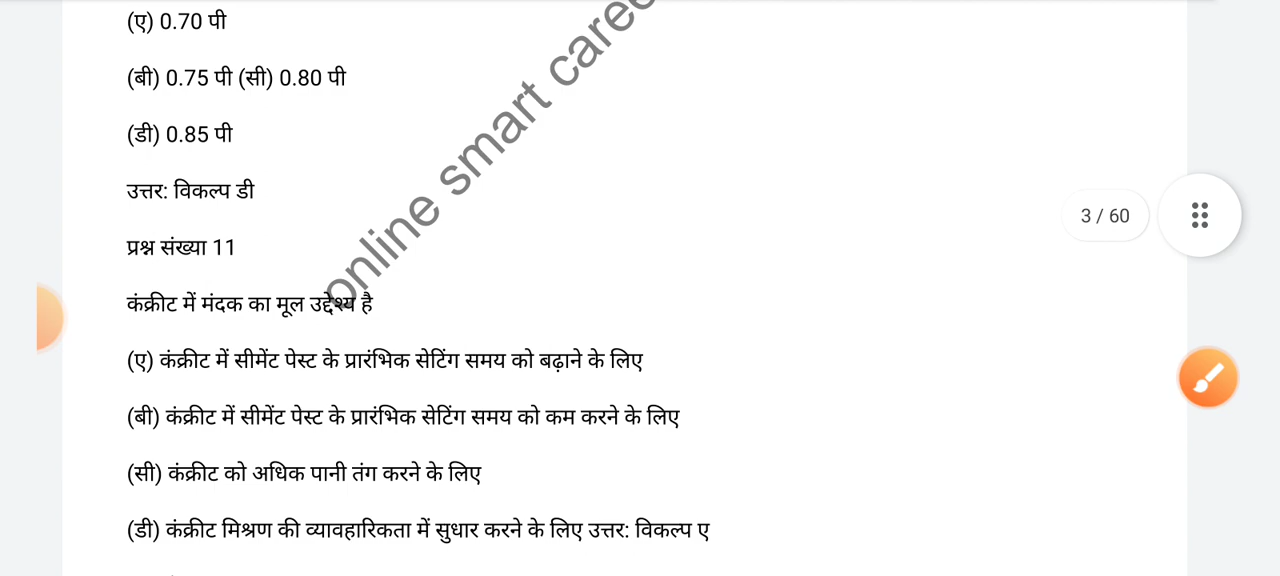 (ए) 0.70 पी
(बी) 0.75 पी (सी) 0.80 पी
(डी) 0.85 पी
उत्तर: विकल्प डी
प्रश्न संख्या 11
कंक्रीट में मंदक का मूल उद्देश्य है
(ए) कंक्रीट में सीमेंट पेस्ट के प्रारंभिक सेटिंग समय को बढ़ाने के लिए
(बी) कंक्रीट में सीमेंट पेस्ट के प्रारंभिक सेटिंग समय को कम करने के लिए
(सी) कंक्रीट को अधिक पानी तंग करने के लिए
(डी) कंक्रीट मिश्रण की व्यावहारिकता में सुधार करने के लिए उत्तर: विकल्प ए
online smart caree
3 / 60